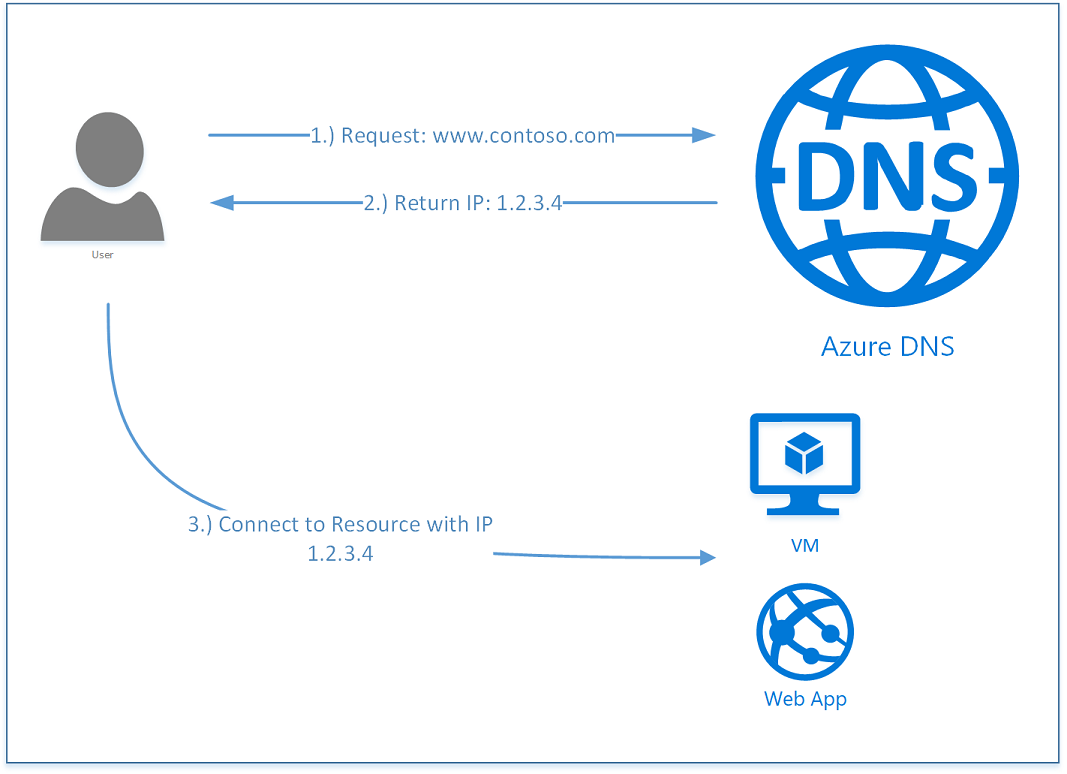 1.) Request: www.contoso.com
DNS
2.) Return IP: 1.2.3.4
User
Azure DNS
3.) Connect to Resource with IP
1.2.3.4
VM
Web App